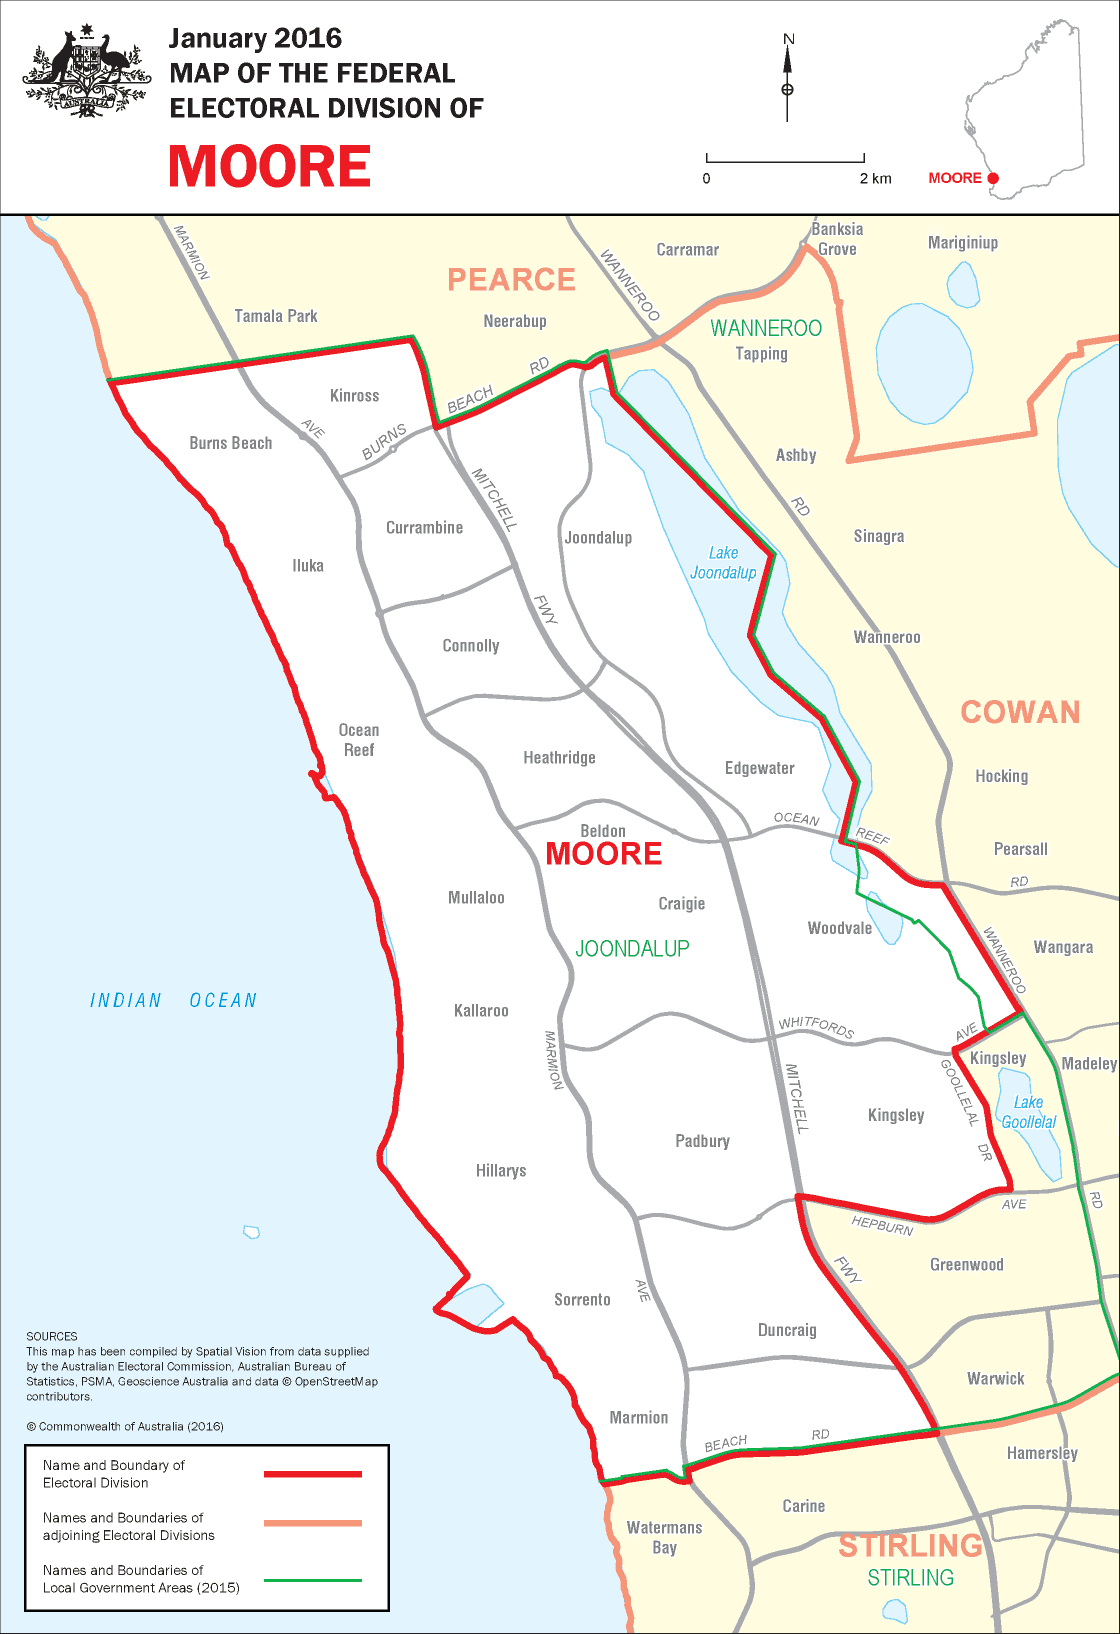 January 2016
MAP OF THE FEDERAL
ELECTORAL DIVISION OF
MOORE
AUSTRALIA
N
0
2 km
MOORE
MARMION
WANNEROO
Carramar
Banksia
Grove
Mariginiup
PEARCE
Tamala Park
Neerabup
WANNEROO
Tapping
RD
BEACH
Kinross
AVE
BURNS
Burns Beach
MITCHELL
Ashby
RD
Currambine
Joondalup
Sinagra
Lake
Joondalup
Iluka
FWY
Wanneroo
Connolly
COWAN
Ocean
Reef
Heathridge
Edgewater
Hocking
OCEAN
REEF
Beldon
MOORE
Pearsall
RD
Mullaloo
Craigie
Woodvale
WANNEROO
Wangara
JOONDALUP
INDIAN OCEAN
Kallaroo
WHITFORDS
AVE
MARMION
Kingsley
Madeley
MITCHELL
GOOLLELAL
DR
Lake
Goollelal
Kingsley
Padbury
Hillarys
AVE
RD
HEPBURN
Greenwood
FWY
AVE
Sorrento
Duncraig
Warwick
Marmion
BEACH
RD
Hamersley
Carine
Watermans
Bay
STIRLING
STIRLING
SOURCES
This map has been compiled by Spatial Vision from data supplied
by the Australian Electoral Commission, Australian Bureau of
Statistics, PSMA, Geoscience Australia and data © OpenStreetMap
contributors.
© Commonwealth of Australia (2016)
Name and Boundary of
Electoral Division
Names and Boundaries of
adjoining Electoral Divisions
Names and Boundaries of
Local Government Areas (2015)